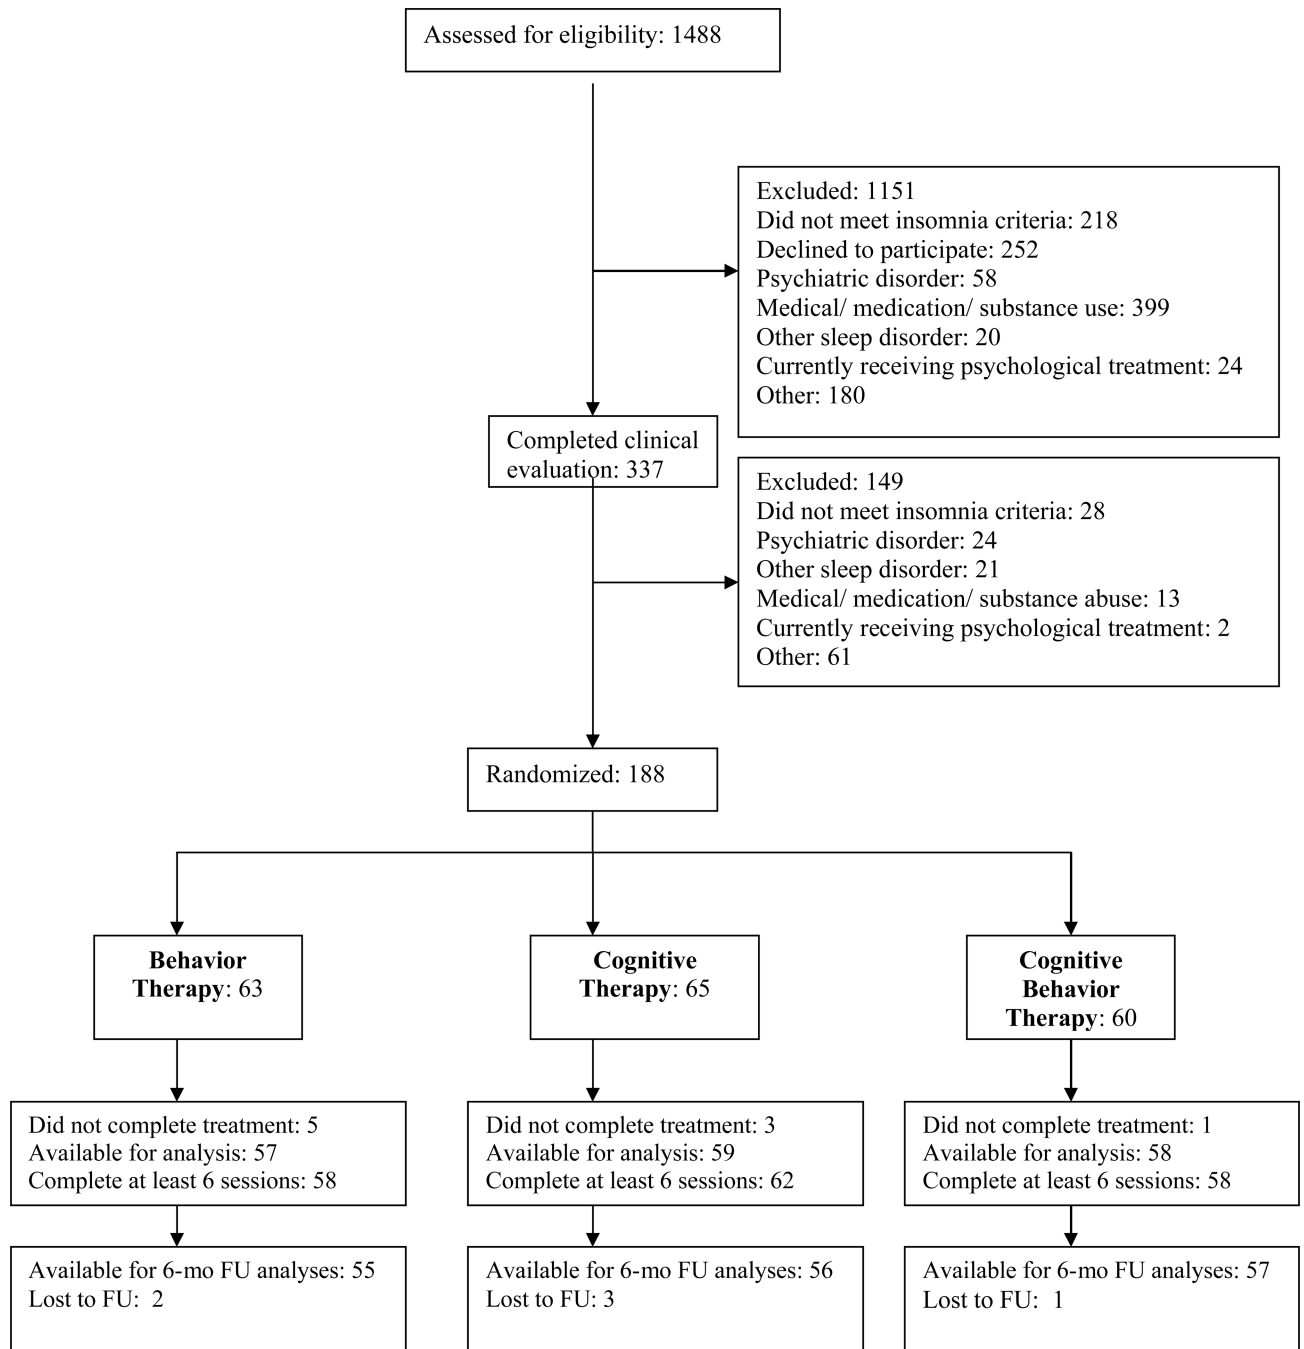 Assessed for eligibility: 1488
Excluded: 1151
Did not meet insomnia criteria: 218
Declined to participate: 252
Psychiatric disorder: 58
Medical/ medication/ substance use: 399
Other sleep disorder: 20
Currently receiving psychological treatment: 24
Other: 180
Completed clinical
evaluation: 337
Excluded: 149
Did not meet insomnia criteria: 28
Psychiatric disorder: 24
Other sleep disorder: 21
Medical/ medication/ substance abuse: 13
Currently receiving psychological treatment: 2
Other: 61
Randomized: 188
Behavior
Therapy: 63
Cognitive
Therapy: 65
Cognitive
Behavior
Therapy: 60
Did not complete treatment: 5
Available for analysis: 57
Complete at least 6 sessions: 58
Did not complete treatment: 3
Available for analysis: 59
Complete at least 6 sessions: 62
Did not complete treatment: 1
Available for analysis: 58
Complete at least 6 sessions: 58
Available for 6-mo FU analyses: 55
Lost to FU: 2
Available for 6-mo FU analyses: 56
Lost to FU: 3
Available for 6-mo FU analyses: 57
Lost to FU: 1